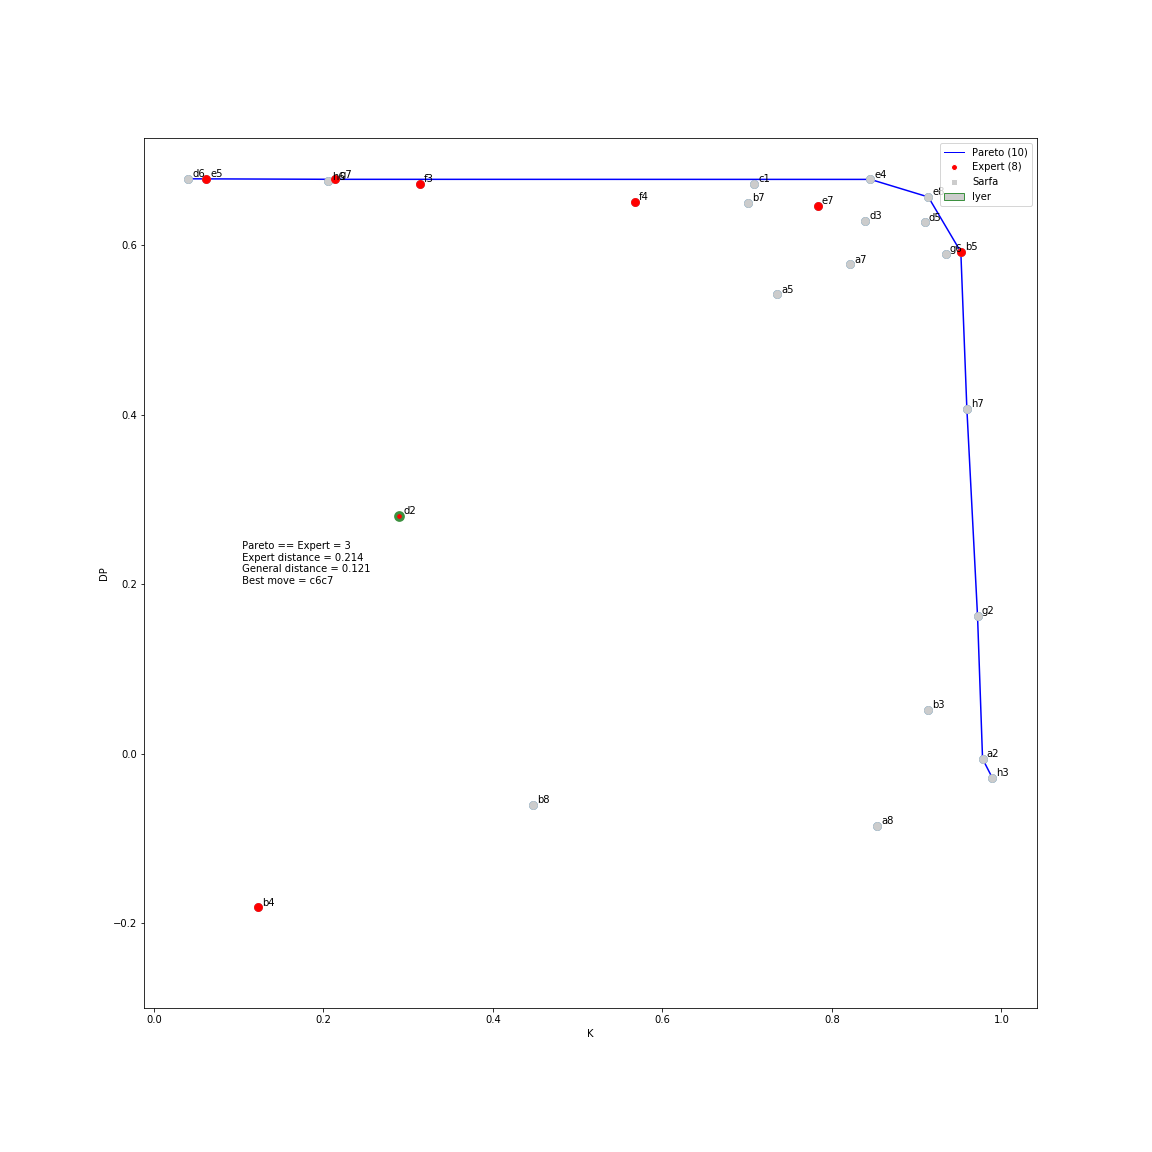 Pareto (10)
Expert (8)
Sarfa
Iyer
d6
e5
g7
f3
c1
e4
f4
b7
e7
d3
d5
g6
b5
a7
a5
h7
d2
Pareto == Expert = 3
Expert distance = 0.214
General distance = 0.121
Best move = c6c7
g2
b3
a2
h3
b8
a8
b4
0.6
0.4
0.2
0.0
−0.2
DP
0.0
0.2
0.4
0.6
0.8
1.0
K